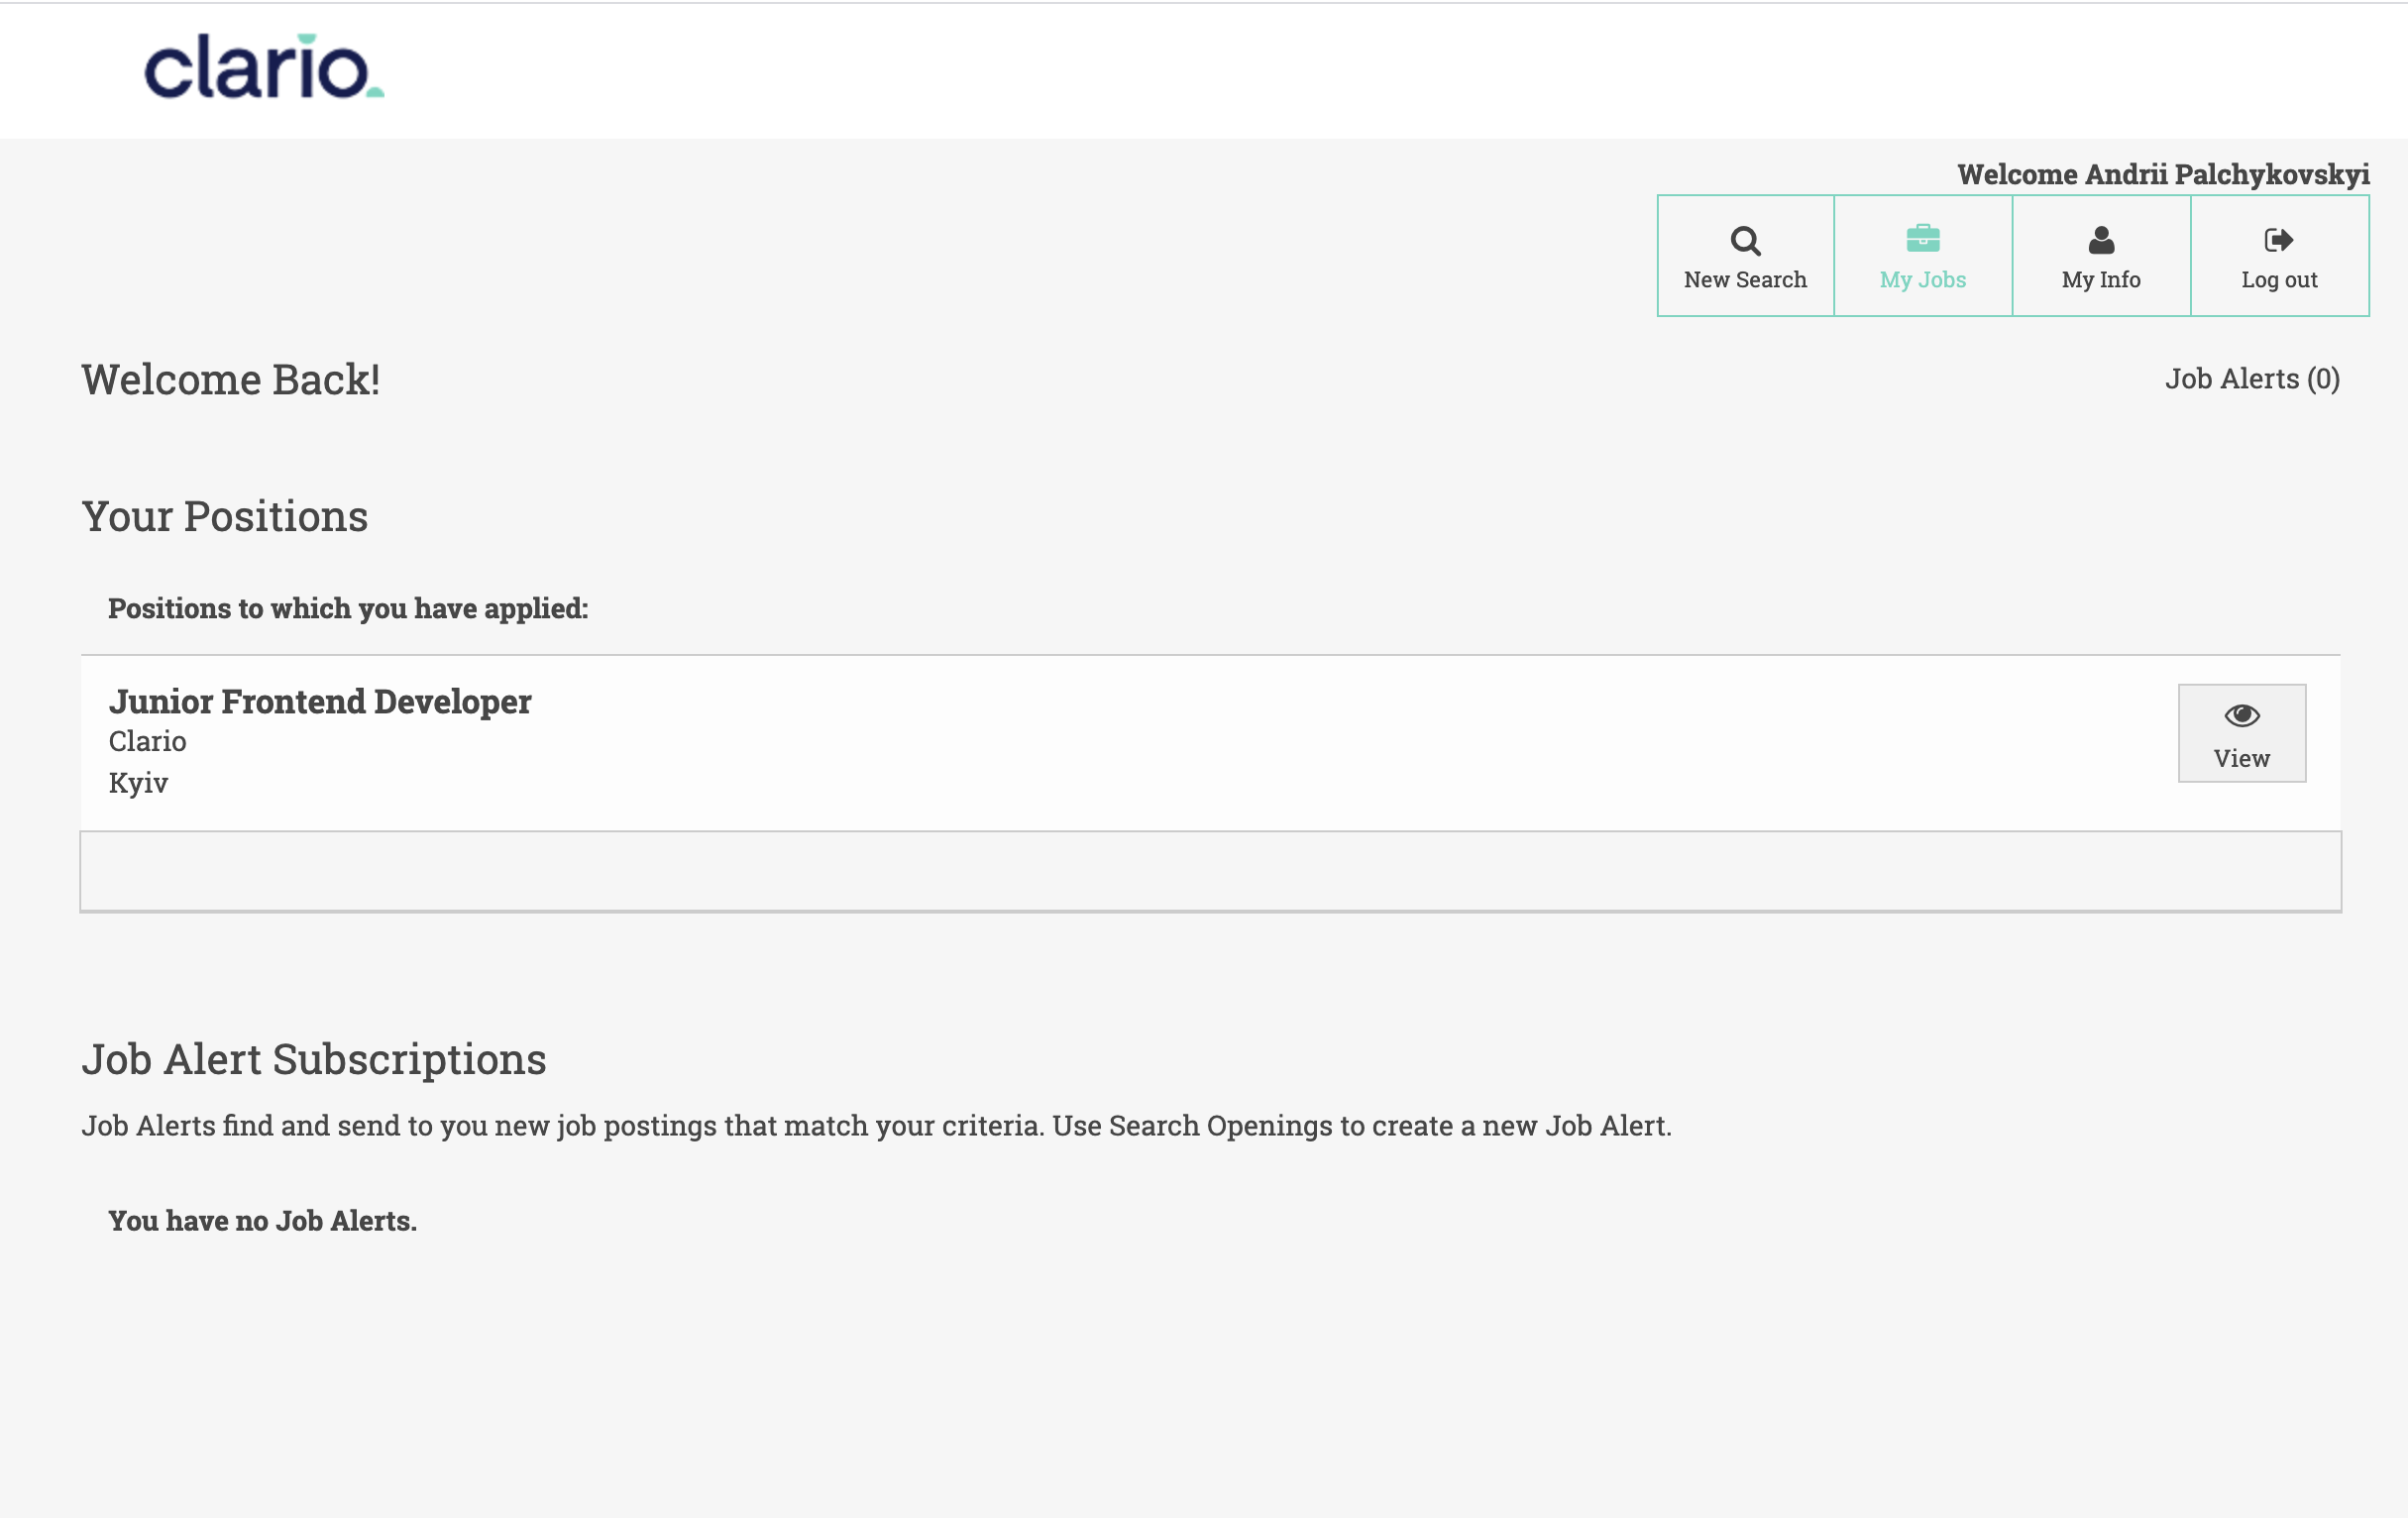 clario.
Welcome Andrii Palchykovskyi
New Search
My Jobs
My Info
Log out
Welcome Back!
Job Alerts (0)
Your Positions
Positions to which you have applied:
Junior Frontend Developer
Clario
Kyiv
View
Job Alert Subscriptions
Job Alerts find and send to you new job postings that match your criteria. Use Search Openings to create a new Job Alert.
You have no Job Alerts.